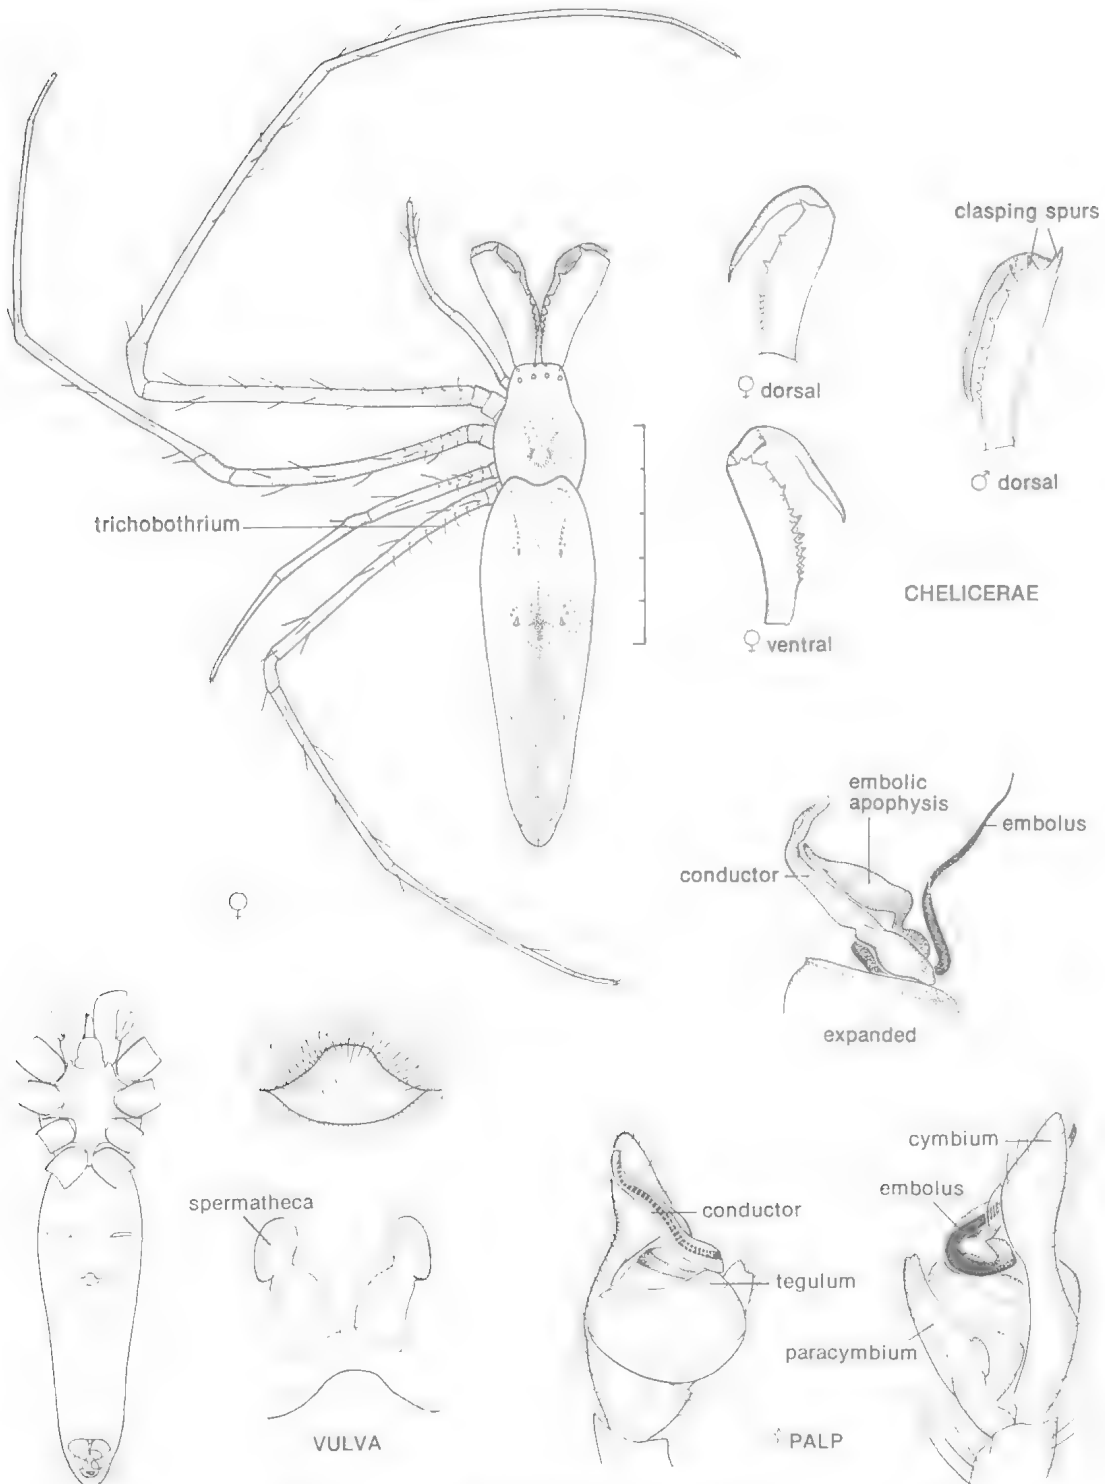 clasping spurs
♀ dorsal
♂ dorsal
trichobothrium
CHELICERAE
♀ ventral
embolic
apophysis
embolus
conductor
♀
expanded
cymbium
embolus
spermatheca
conductor
tegulum
paracymbium
VULVA
PALP